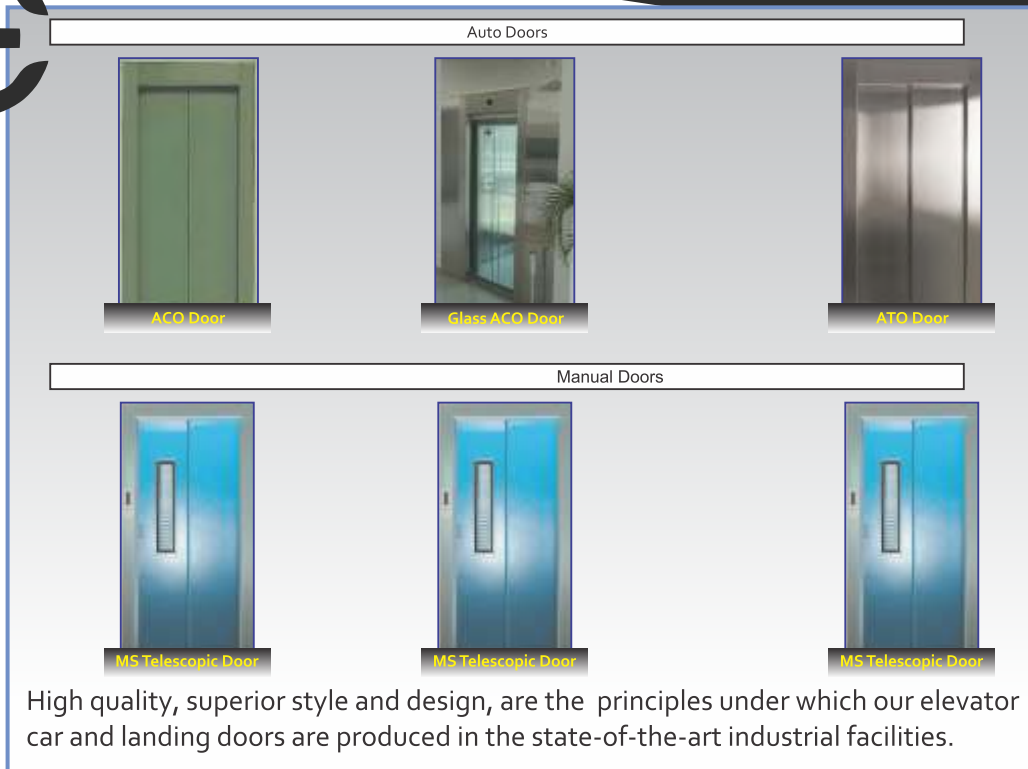 Auto Doors
ACO Door
Glass ACO Door
ATO Door
Manual Doors
MS Telescopic Door
MS Telescopic Door
MS Telescopic Door
High quality, superior style and design, are the principles under which our elevator
car and landing doors are produced in the state-of-the-art industrial facilities.